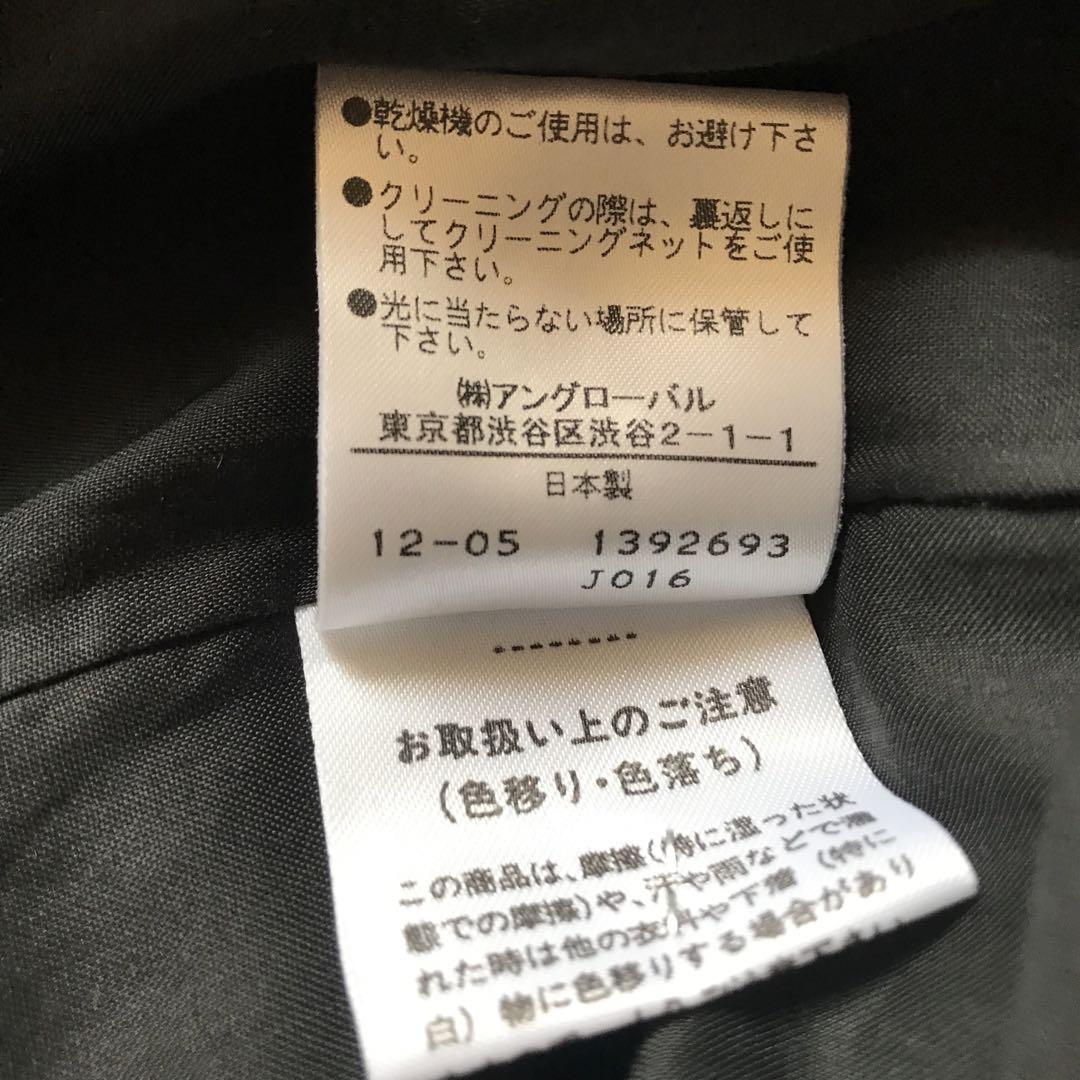 ●乾燥機のご使用は、お避け下さ
い。
●クリーニングの際は、裏返しに
してクリーニングネットをご使
用下さい。
●光に当たらない場所に保管して
下さい。
㈱アングローバル
東京都渋谷区渋谷2-1-1
日本製
12-05 1392693
J016
お取扱い上のご注意
(色移り・色落ち)
この商品は、摩擦(特に湿った状
態での摩擦)や、汗や雨などで濡
れた時は他の衣料や下着(特に
白)物に色移りする場合があり